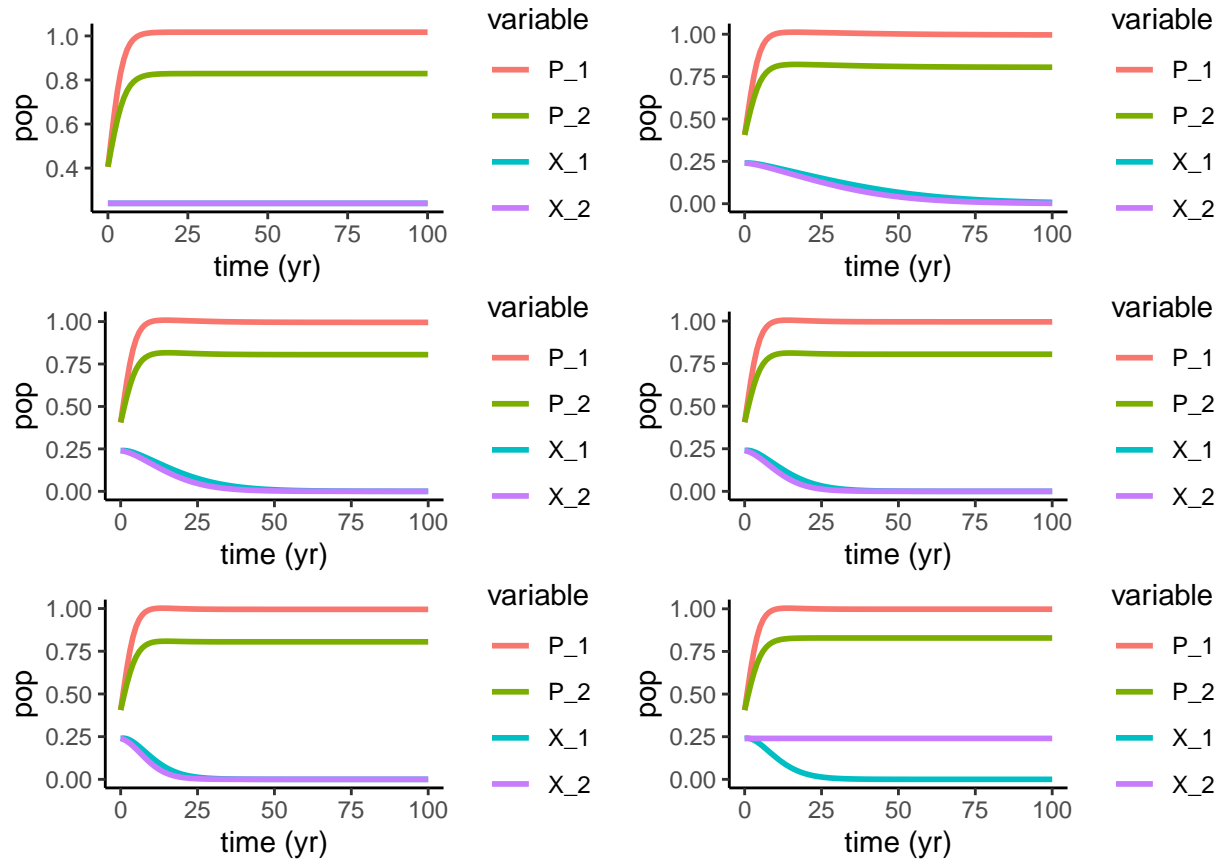 variable
pop
1.0
0.8
0.6
0.4
P_1
P_2
X_1
X_2
0 25 50 75 100
time (yr)
variable
pop
1.00
0.75
0.50
0.25
0.00
P_1
P_2
X_1
X_2
0 25 50 75 100
time (yr)
variable
pop
1.00
0.75
0.50
0.25
0.00
P_1
P_2
X_1
X_2
0 25 50 75 100
time (yr)
variable
pop
1.00
0.75
0.50
0.25
0.00
P_1
P_2
X_1
X_2
0 25 50 75 100
time (yr)
variable
pop
1.00
0.75
0.50
0.25
0.00
P_1
P_2
X_1
X_2
0 25 50 75 100
time (yr)
variable
pop
1.00
0.75
0.50
0.25
0.00
P_1
P_2
X_1
X_2
0 25 50 75 100
time (yr)